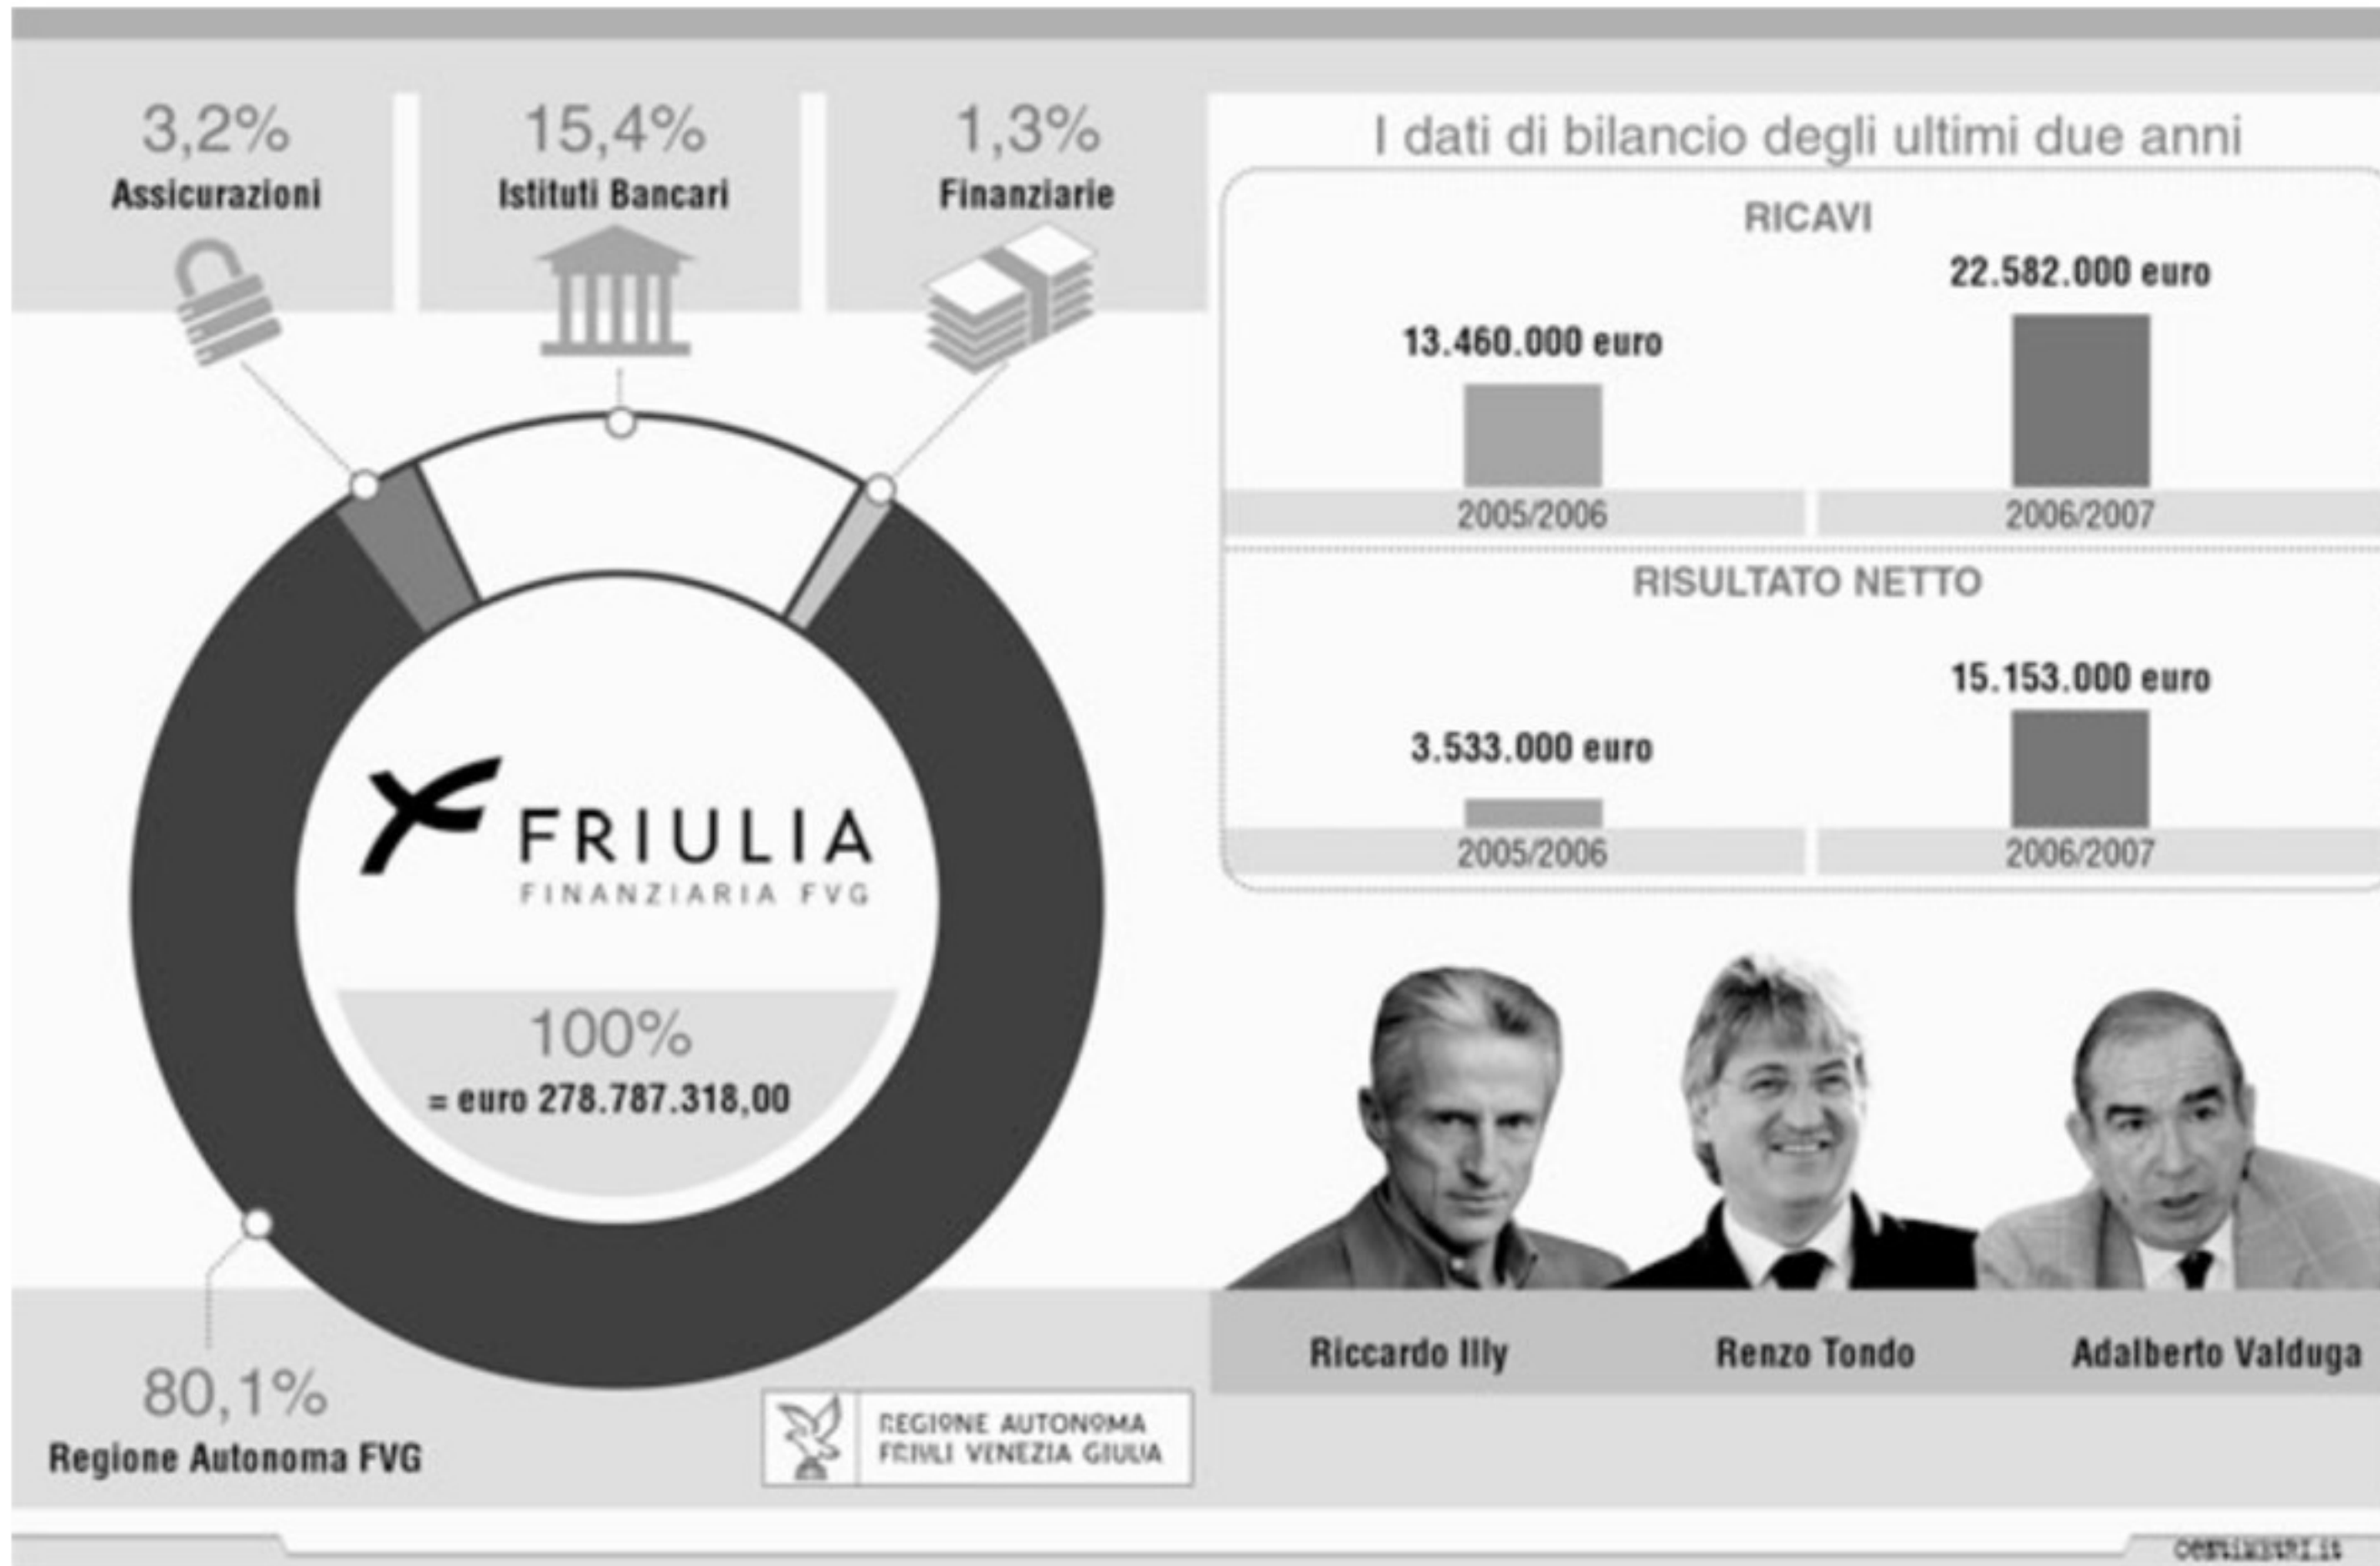 3,2%
Assicurazioni
15,4%
Istituti Bancari
1,3%
Finanziarie
I dati di bilancio degli ultimi due anni
RICAVI
13.460.000 euro
22.582.000 euro
2005/2006
2006/2007
RISULTATO NETTO
3.533.000 euro
15.153.000 euro
2005/2006
2006/2007
FRIULIA
FINANZIARIA FVG
100%
= euro 278.787.318,00
80,1%
Regione Autonoma FVG
REGIONE AUTONOMA
FRIULI VENEZIA GIULIA
Riccardo Illy
Renzo Tondo
Adalberto Valduga